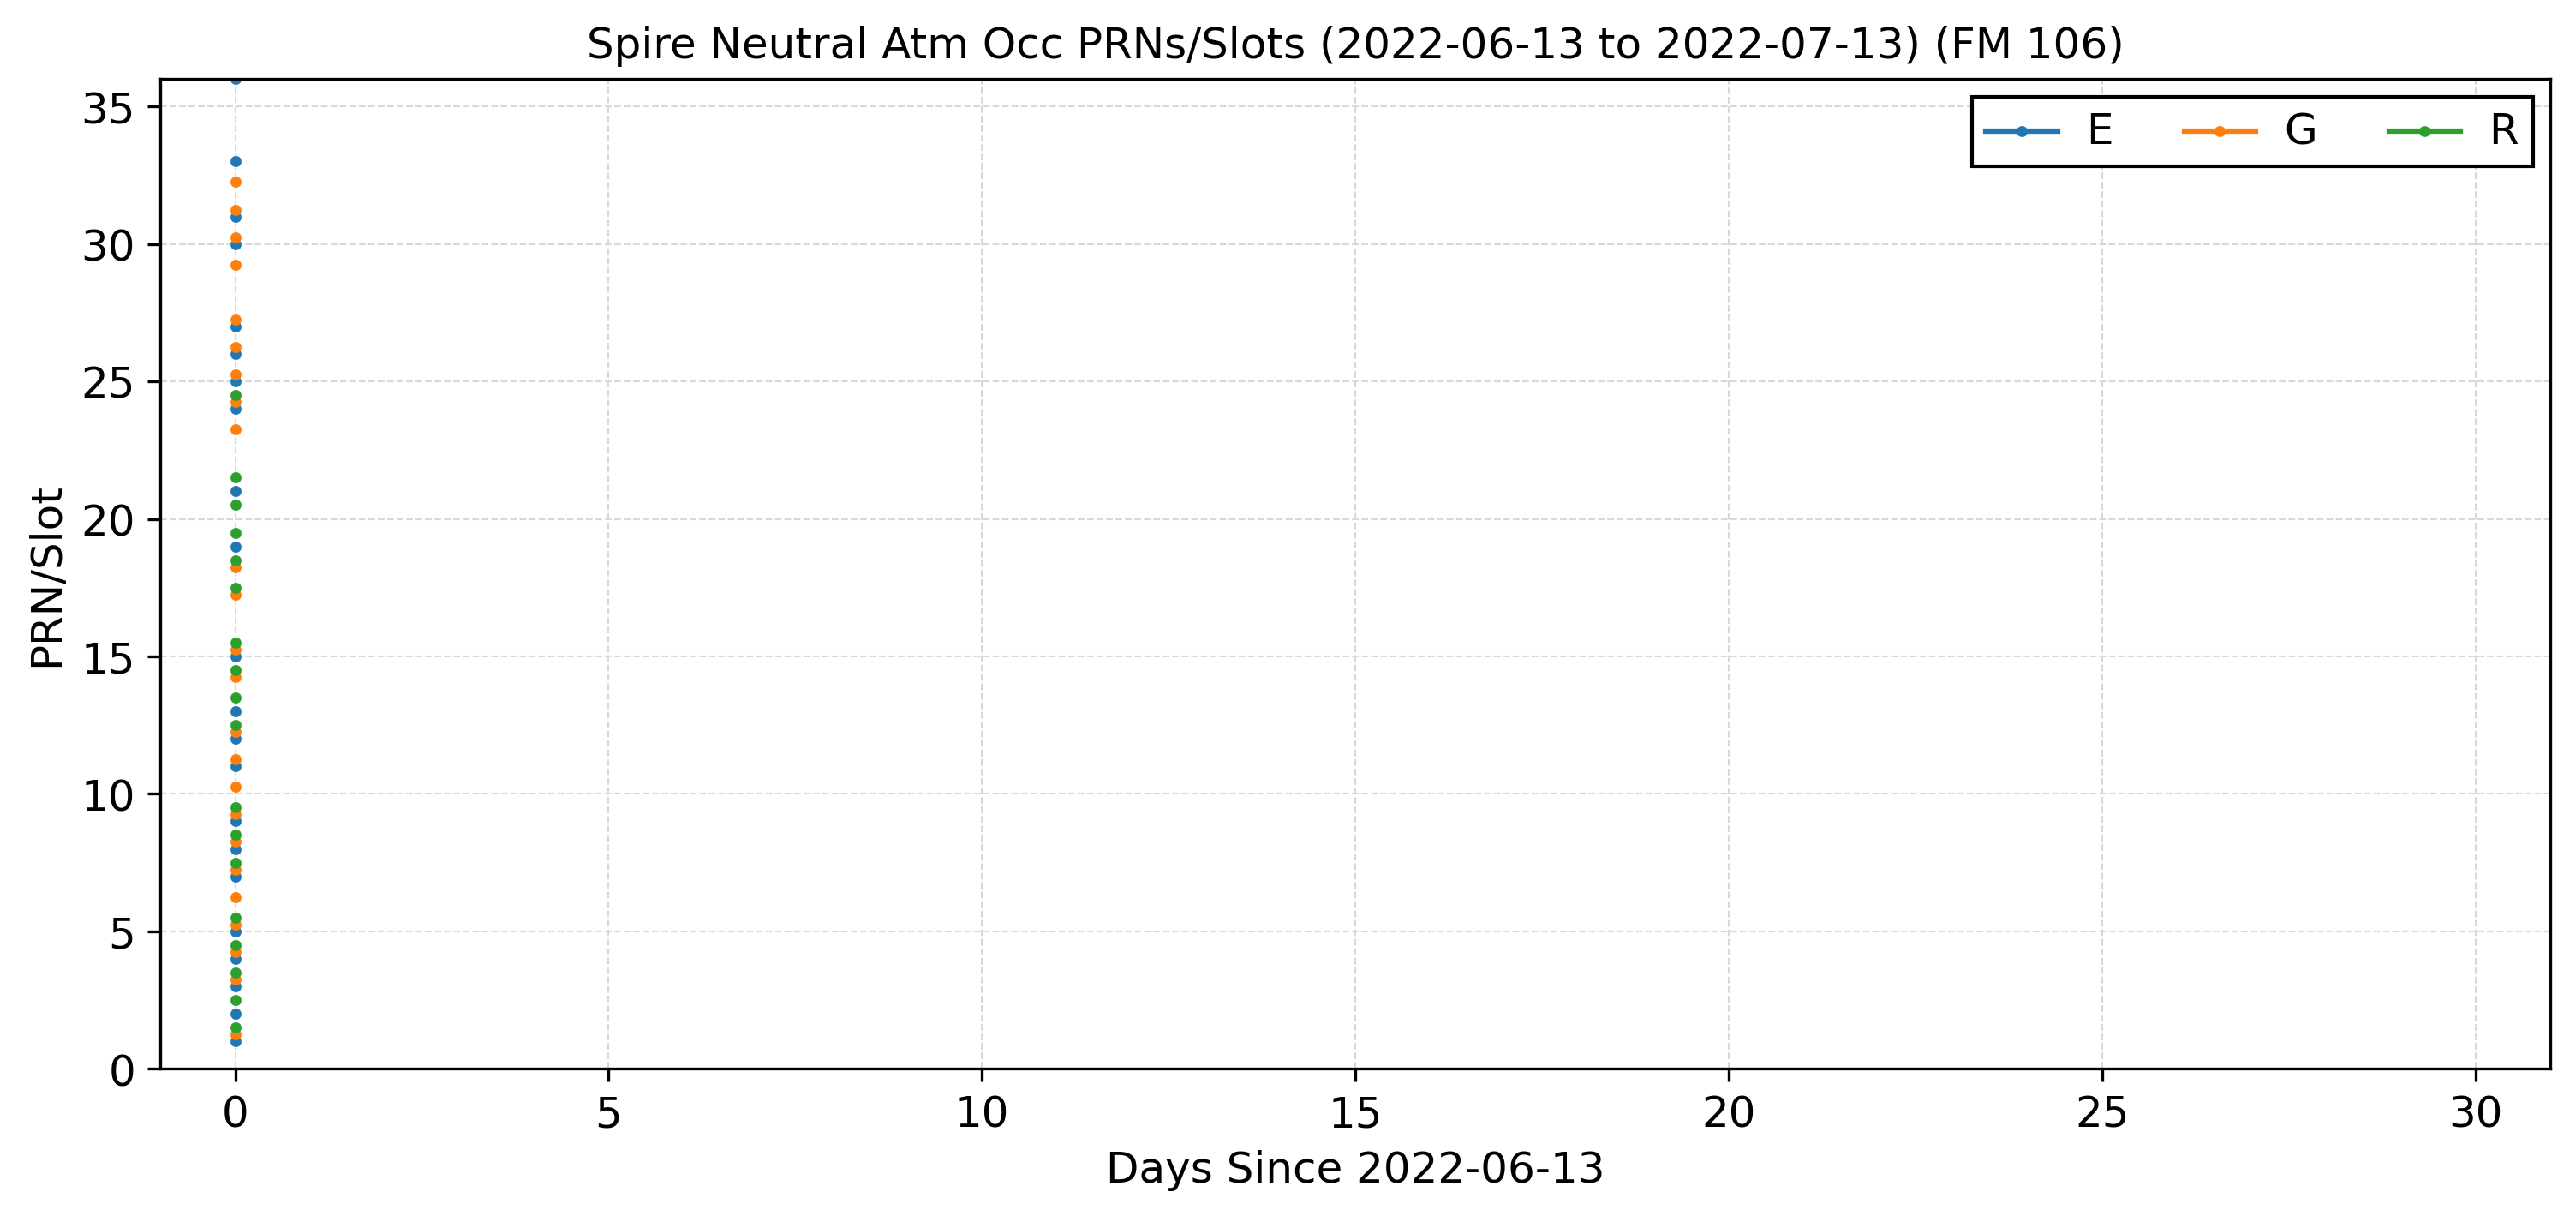 Spire Neutral Atm Occ PRNs/Slots (2022-06-13 to 2022-07-13) (FM 106)
E G R
PRN/Slot
35
30
25
20
15
10
5
0
0 5 10 15 20 25 30
Days Since 2022-06-13